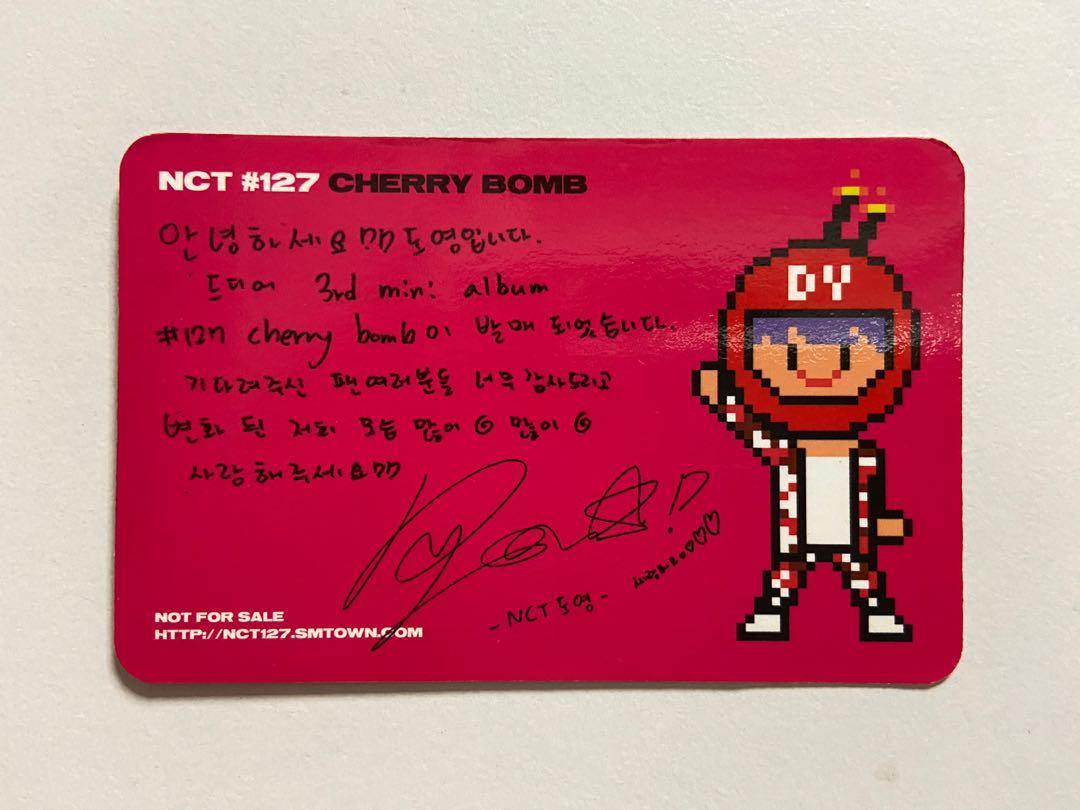 NCT #127 CHERRY BOMB
DY
안녕하세요 도영입니다.
드디어 3rd mini album
#127 cherry bomb이 발매 되었습니다.
기다려주신 팬여러분들 너무 감사드리고
변화 된 저희 모습 많이 많이
사랑해주세요
- NCT 도영 -
NOT FOR SALE
HTTP://NCT127.SMTOWN.COM